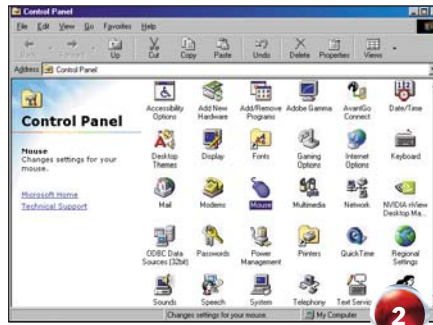 Control Panel
File Edit View Go Favorites Help
Back Forward Up Cut Copy Paste Undo Delete Properties Views
Address Control Panel
Control Panel
Mouse
Changes settings for your
mouse.
Microsoft Home
Technical Support
Accessibility
Options
Add New
Hardware
Add/Remove
Programs
Adobe Gamma
AvantGo
Connect
Date/Time
Desktop
Themes
Display
Fonts
Gaming
Options
Internet
Options
Keyboard
Mail
Modems
Mouse
Multimedia
Network
NVIDIA nView
Desktop Ma...
ODBC Data
Sources (32bit)
Passwords
Power
Management
Printers
QuickTime
Regional
Settings
Sounds
Speech
System
Telephony
Text Servic
Changes settings for your mouse.
My Computer
2